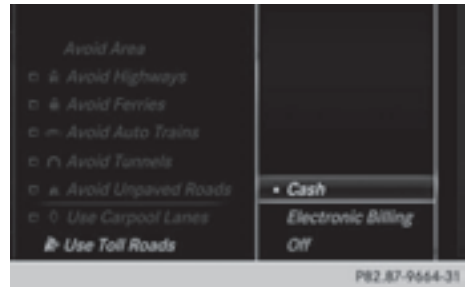 Avoid Area
Avoid Highways
Avoid Ferries
Avoid Auto Trains
Avoid Tunnels
Avoid Unpaved Roads
Use Carpool Lanes
Use Toll Roads
Cash
Electronic Billing
Off
P82.87-9664-31